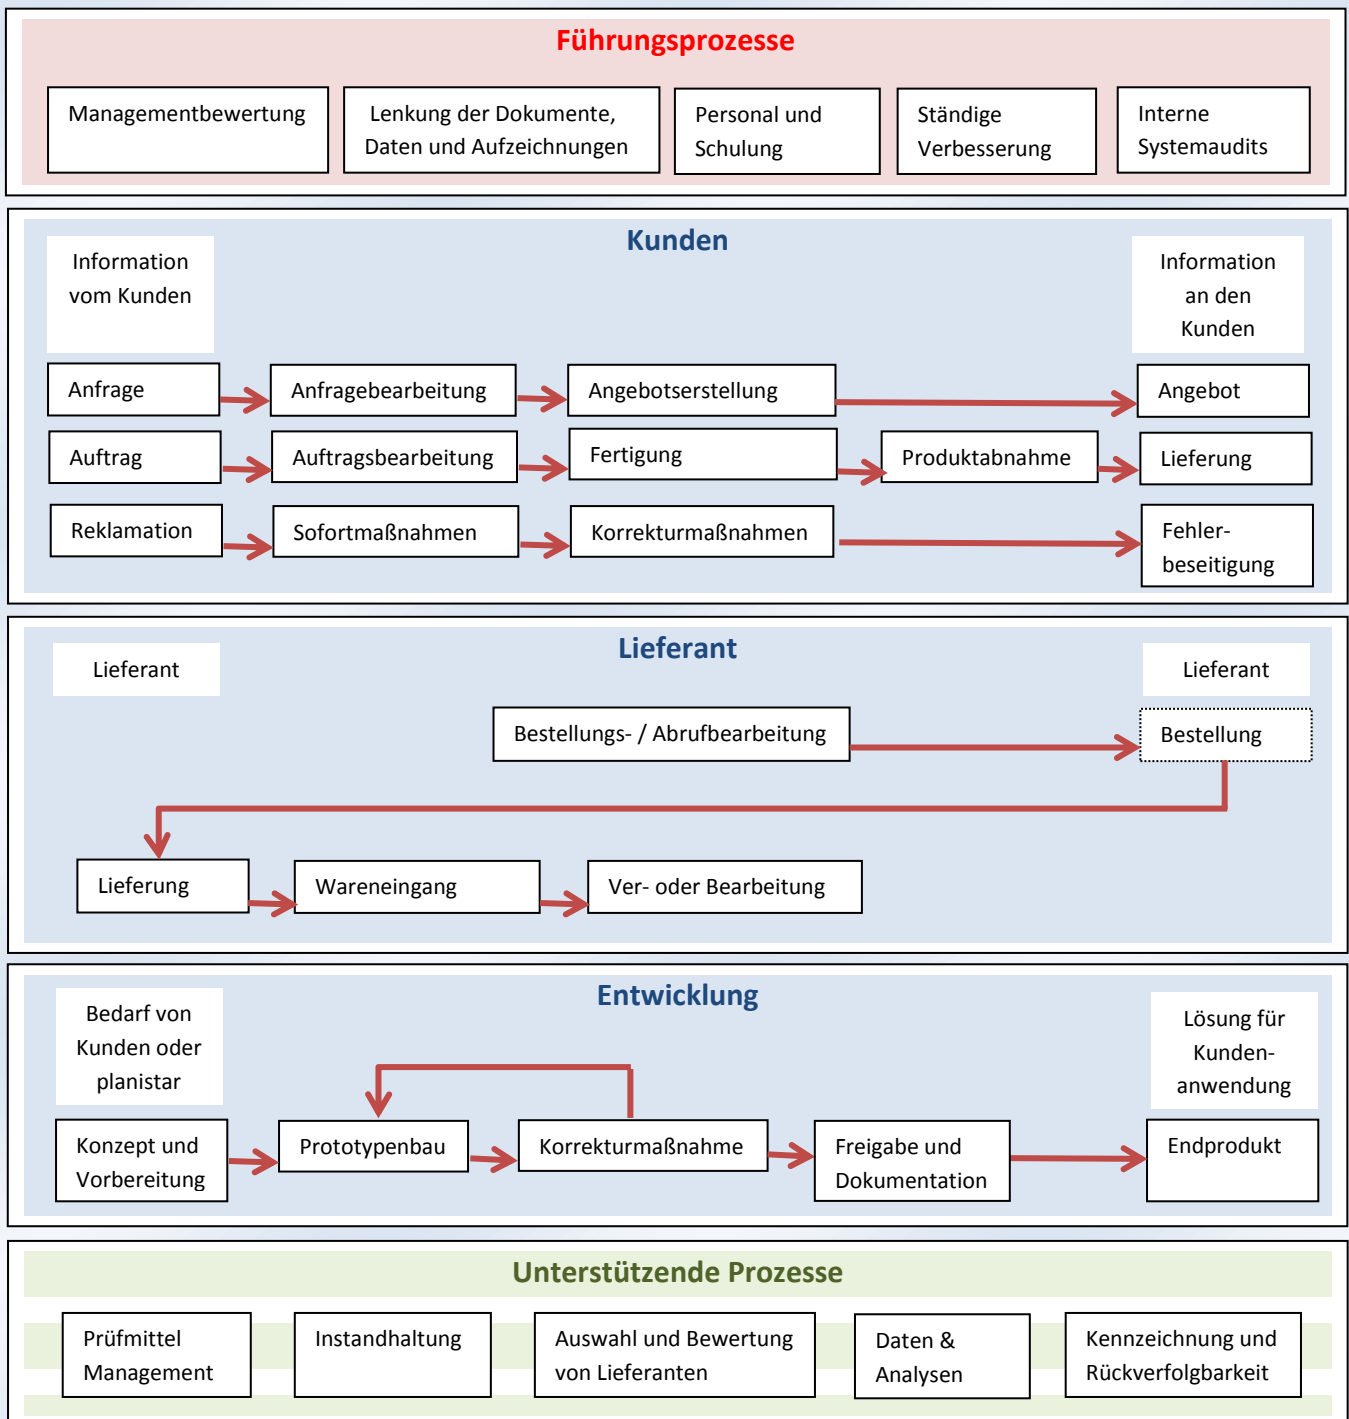 Führungsprozesse
Managementbewertung
Lenkung der Dokumente,
Daten und Aufzeichnungen
Personal und
Schulung
Ständige
Verbesserung
Interne
Systemaudits
Kunden
Information
vom Kunden
Information
an den
Kunden
Anfrage
Anfragebearbeitung
Angebotserstellung
Angebot
Auftrag
Auftragsbearbeitung
Fertigung
Produktabnahme
Lieferung
Reklamation
Sofortmaßnahmen
Korrekturmaßnahmen
Fehler-
beseitigung
Lieferant
Lieferant
Lieferant
Bestellungs- / Abrufbearbeitung
Bestellung
Lieferung
Wareneingang
Ver- oder Bearbeitung
Entwicklung
Bedarf von
Kunden oder
planistar
Lösung für
Kunden-
anwendung
Konzept und
Vorbereitung
Prototypenbau
Korrekturmaßnahme
Freigabe und
Dokumentation
Endprodukt
Unterstützende Prozesse
Prüfmittel
Management
Instandhaltung
Auswahl und Bewertung
von Lieferanten
Daten &
Analysen
Kennzeichnung und
Rückverfolgbarkeit